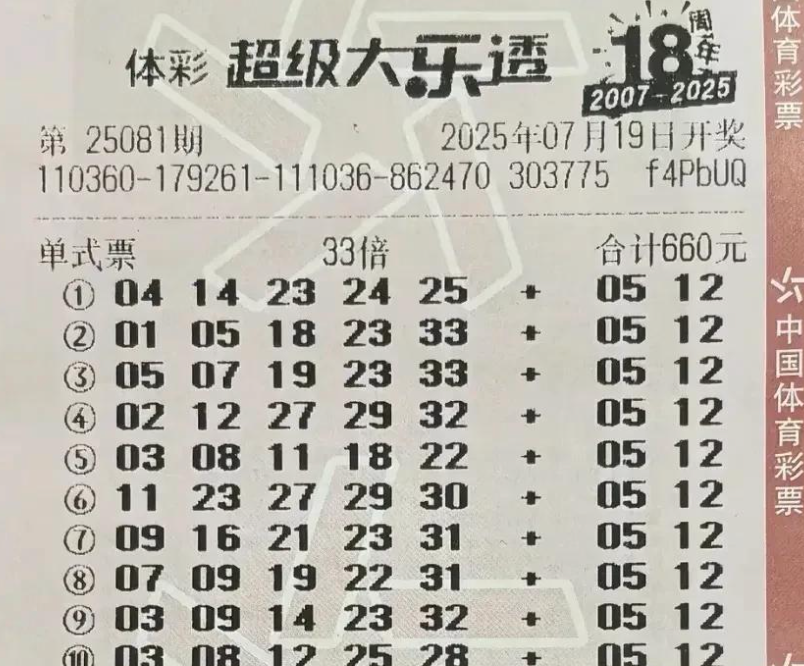 体彩 超级大乐透 18周年
2007-2025
第 25081期 2025年07月19日开奖
110360-179261-111036-862470 303775 f4PbUQ
单式票 33倍 合计660元
① 04 14 23 24 25 + 05 12
② 01 05 18 23 33 + 05 12
③ 05 07 19 23 33 + 05 12
④ 02 12 27 29 32 + 05 12
⑤ 03 08 11 18 22 + 05 12
⑥ 11 23 27 29 30 + 05 12
⑦ 09 16 21 23 31 + 05 12
⑧ 07 09 19 22 31 + 05 12
⑨ 03 09 14 23 32 + 05 12
⑩ 03 08 12 25 28 + 05 12
体育彩票
中国体育彩票